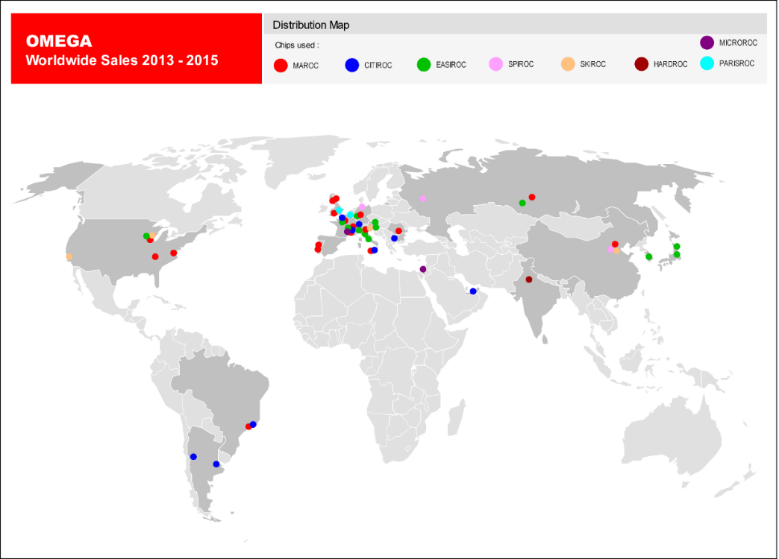 OMEGA
Worldwide Sales 2013 - 2015
Distribution Map
Chips used :
MICROROC
MAROC
CITIROC
EASIROC
SPIROC
SKIROC
HARDROC
PARISROC